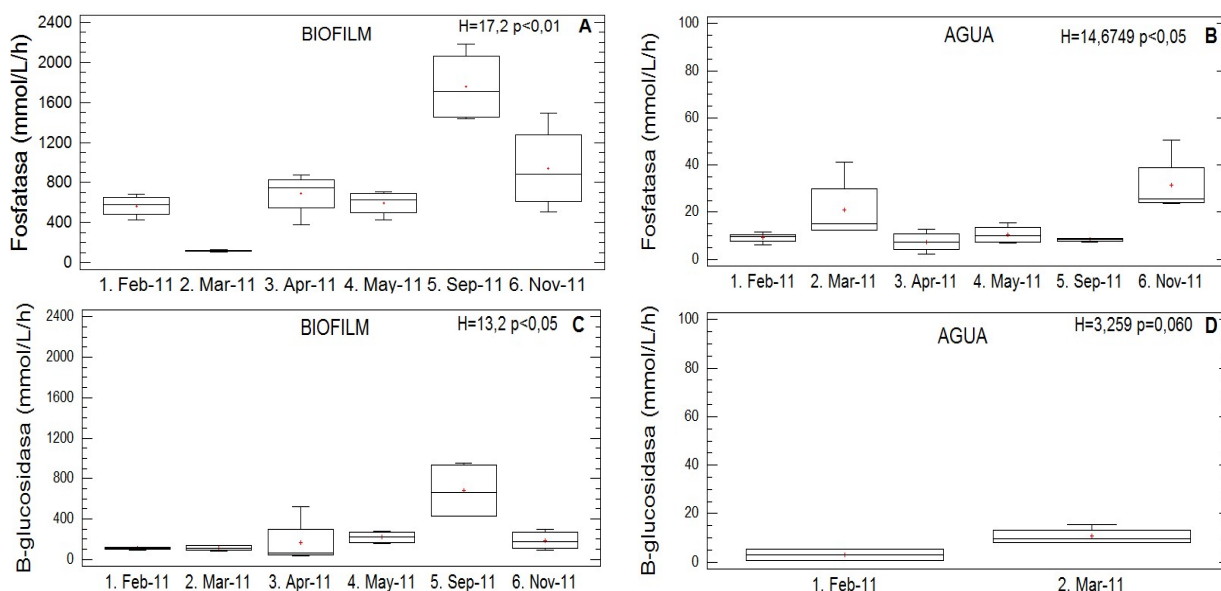 BIOFILM
H=17,2 p<0,01
A
Fosfatasa (mmol/L/h)
2400
2000
1600
1200
800
400
0
1. Feb-11 2. Mar-11 3. Apr-11 4. May-11 5. Sep-11 6. Nov-11
AGUA
H=14,6749 p<0,05
B
Fosfatasa (mmol/L/h)
100
80
60
40
20
0
1. Feb-11 2. Mar-11 3. Apr-11 4. May-11 5. Sep-11 6. Nov-11
BIOFILM
H=13,2 p<0,05
C
B-glucosidasa (mmol/L/h)
2400
2000
1600
1200
800
400
0
1. Feb-11 2. Mar-11 3. Apr-11 4. May-11 5. Sep-11 6. Nov-11
AGUA
H=3,259 p=0,060
D
B-glucosidasa (mmol/L/h)
100
80
60
40
20
0
1. Feb-11 2. Mar-11